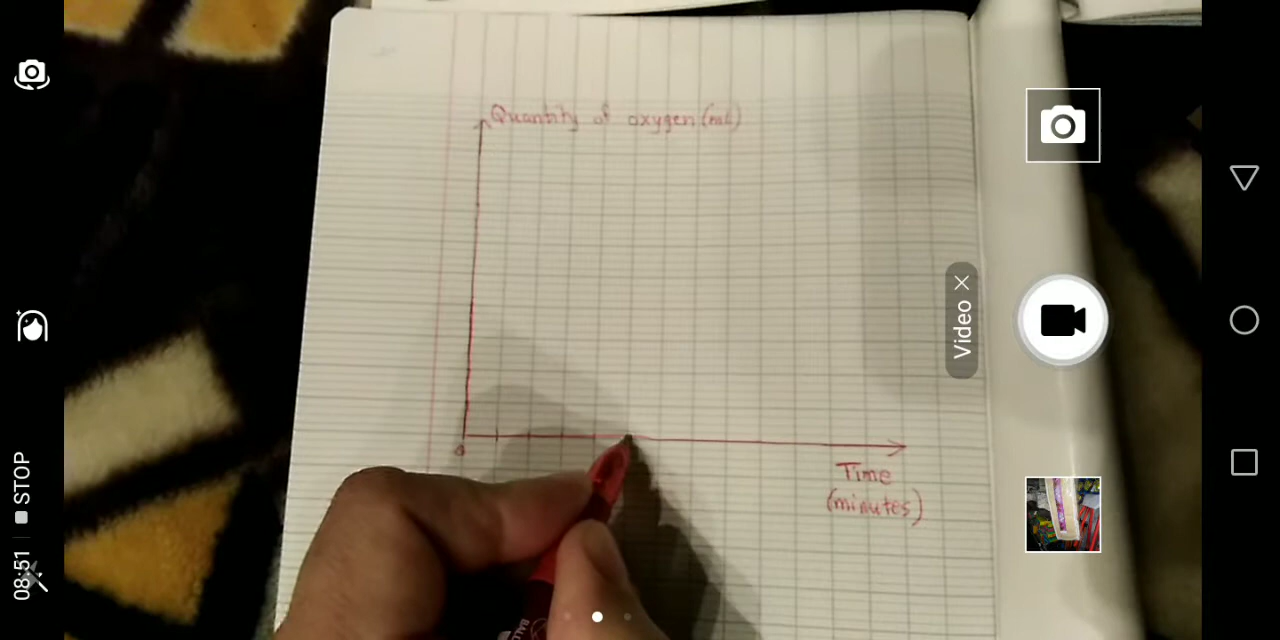 Quantity of oxygen (mL)
0
Time
(minutes)
Video ×
08:51 STOP